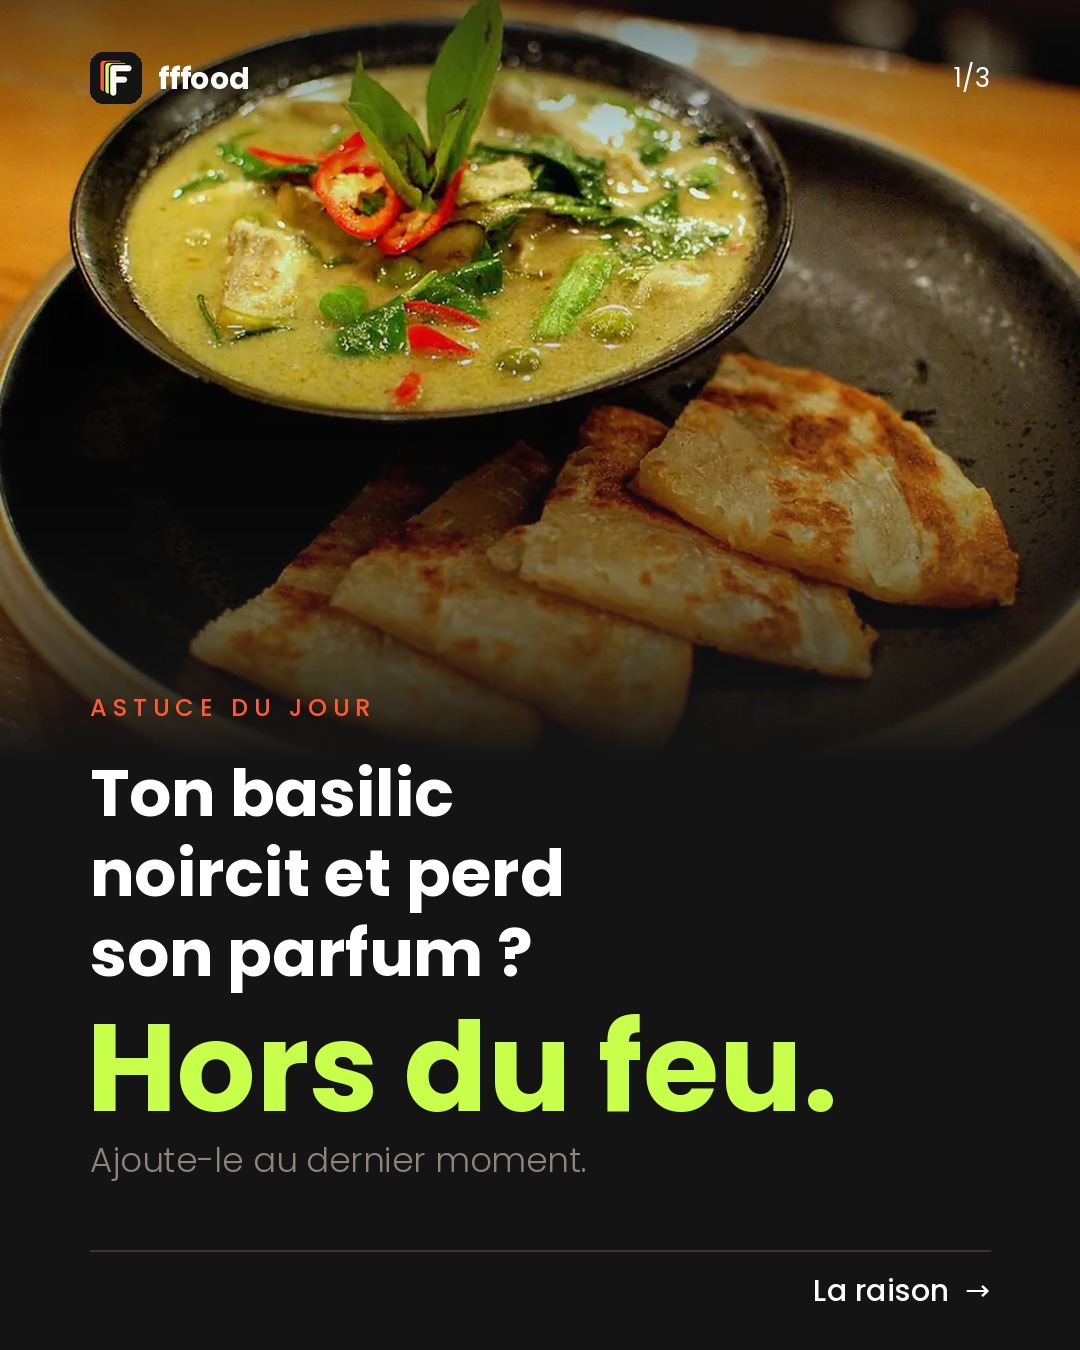 fffood
1/3
ASTUCE DU JOUR
Ton basilic
noircit et perd
son parfum ?
Hors du feu.
Ajoute-le au dernier moment.
La raison →